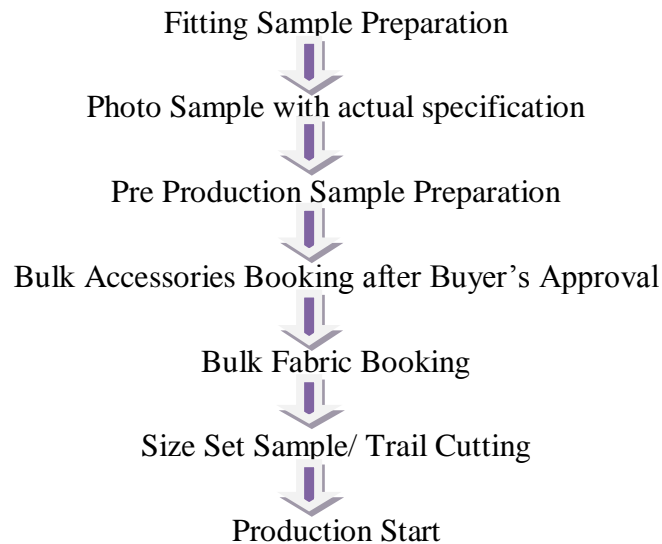 Fitting Sample Preparation
Photo Sample with actual specification
Pre Production Sample Preparation
Bulk Accessories Booking after Buyer’s Approval
Bulk Fabric Booking
Size Set Sample/ Trail Cutting
Production Start